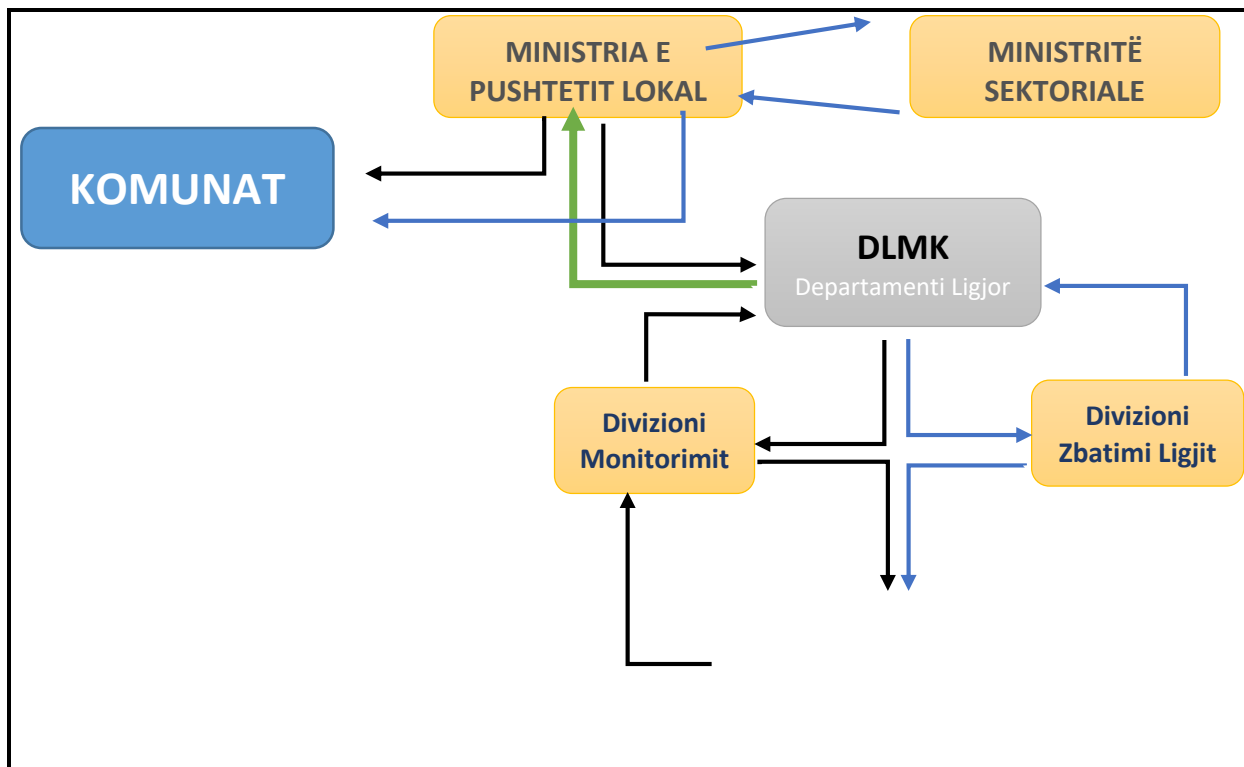 MINISTRIA E
PUSHTETIT LOKAL
MINISTRITË
SEKTORIALE
KOMUNAT
DLMK
Departamenti Ligjor
Divizioni
Monitorimit
Divizioni
Zbatimi Ligjit